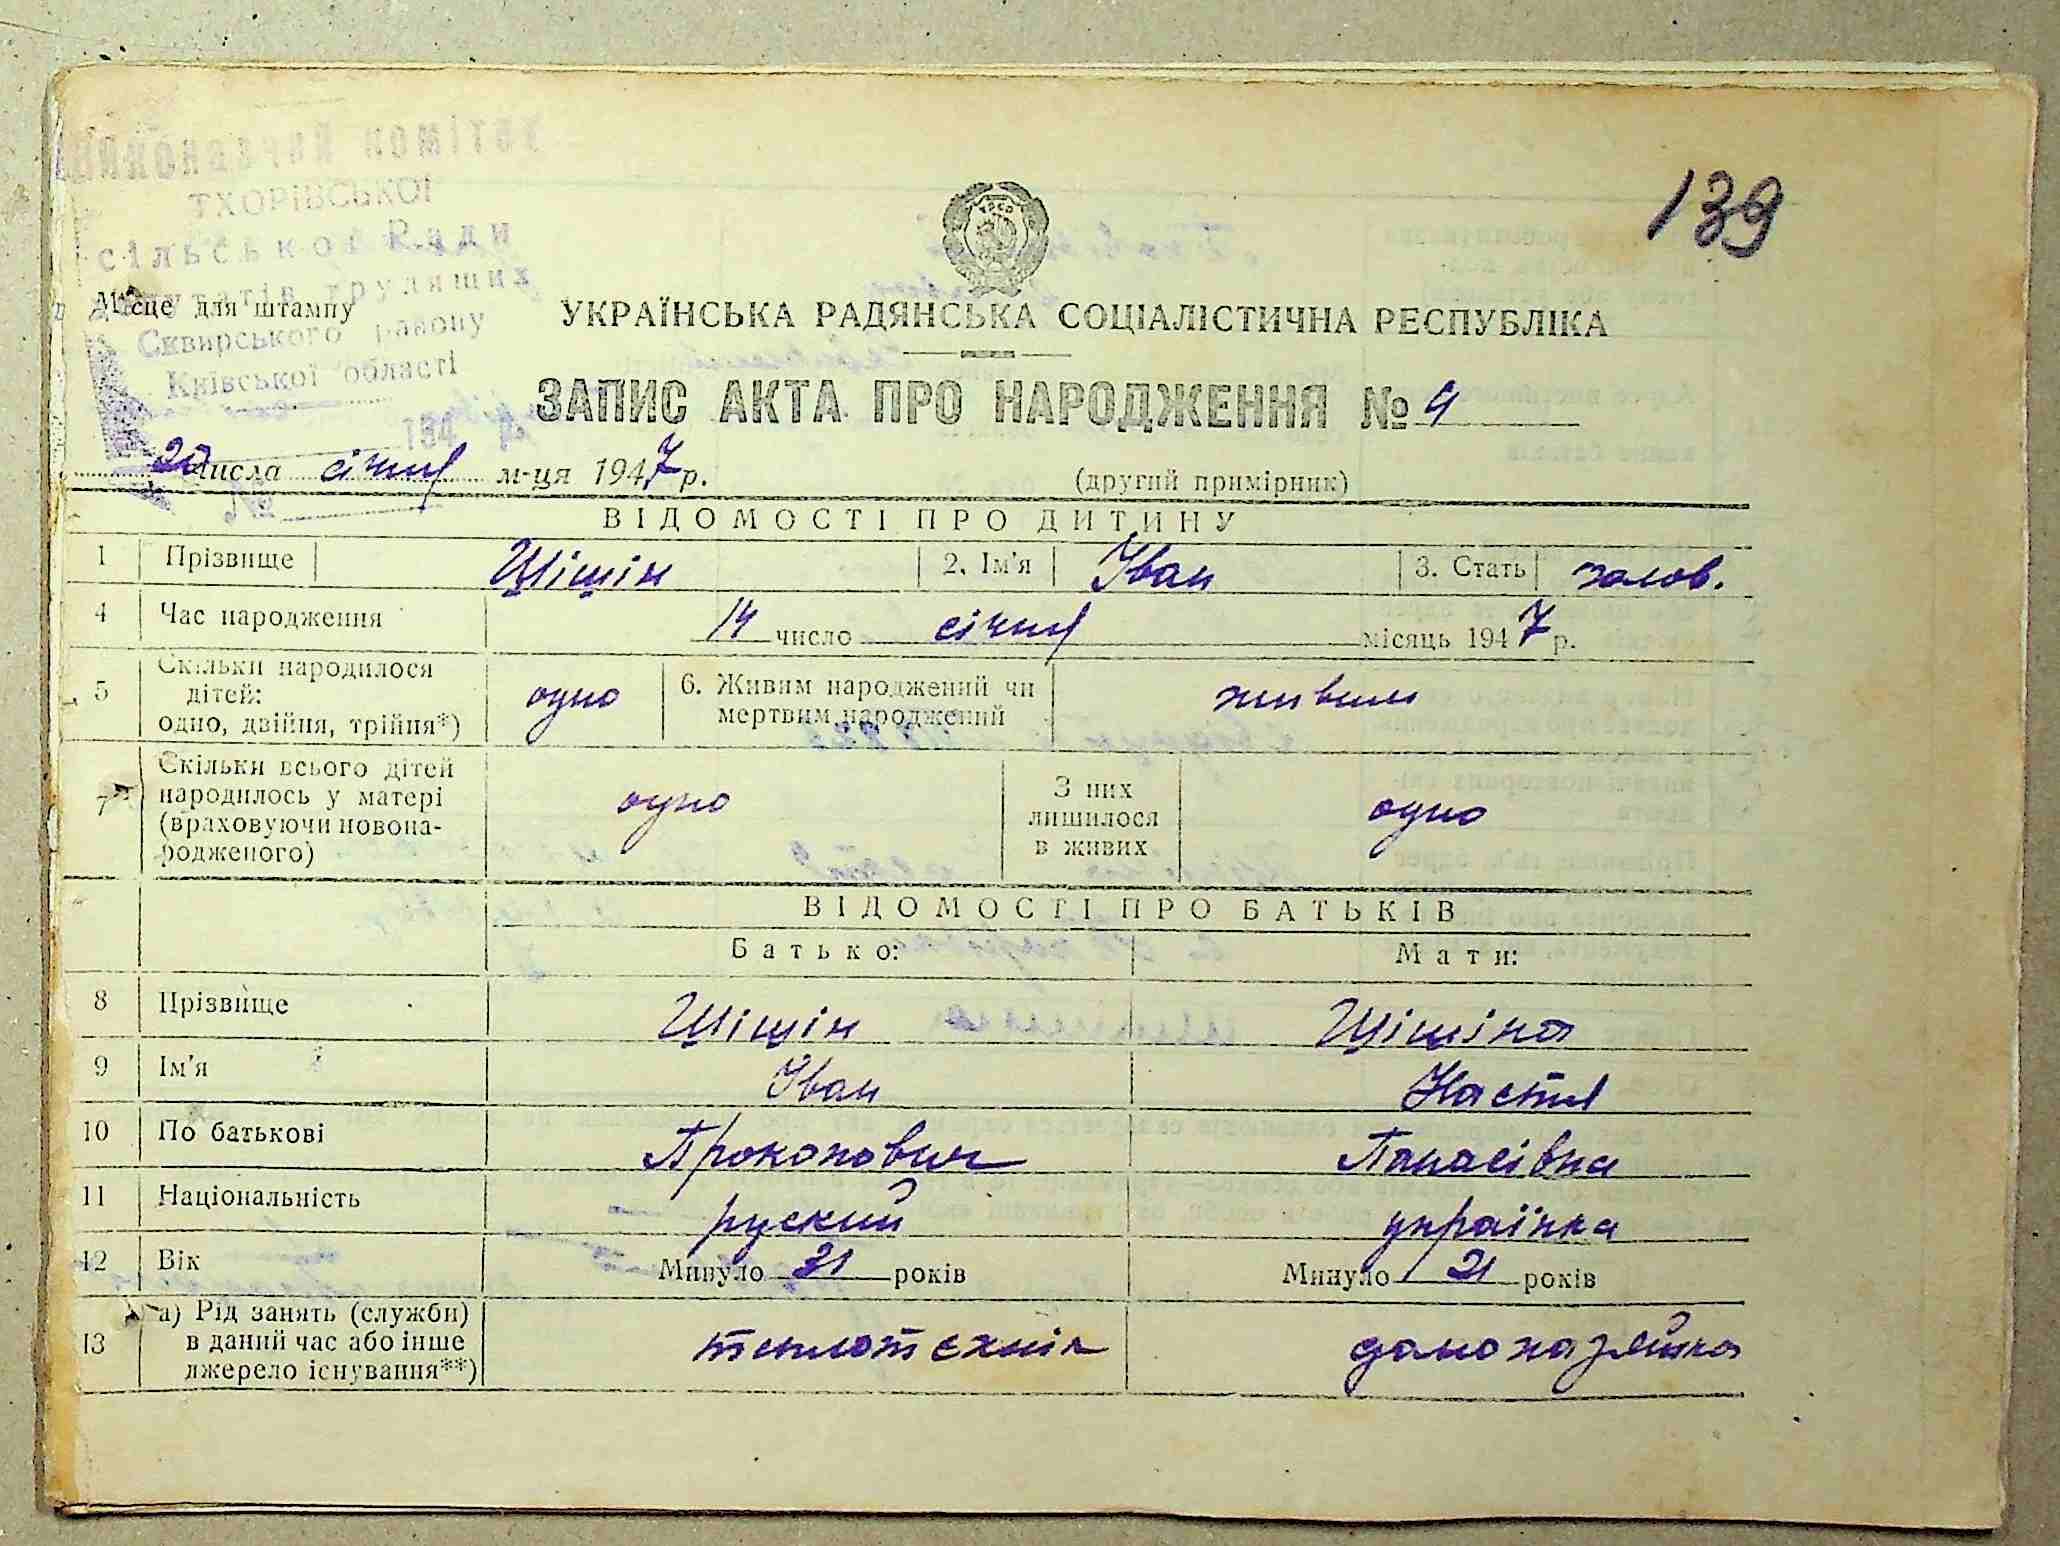 139
ТХОРІВСЬКОЇ
сільської Ради
депутатів трудящих
Місце для штампу
Сквирського району
Київської області
194
УКРАЇНСЬКА РАДЯНСЬКА СОЦІАЛІСТИЧНА РЕСПУБЛІКА
ЗАПИС АКТА ПРО НАРОДЖЕННЯ № 9
20 числа січня м-ця 1947 р. (другий примірник)
ВІДОМОСТІ ПРО ДИТИНУ
1 Прізвище Шішін 2. Ім'я Іван 3. Стать чолов.
4 Час народження 14 число січня місяць 1947 р.
5 Скільки народилося дітей: одно, двійня, трійня*) одно 6. Живим народжений чи мертвим народжений живим
7 Скільки всього дітей народилось у матері (враховуючи новонародженого) одно З них лишилося в живих одно
ВІДОМОСТІ ПРО БАТЬКІВ
Батько: Мати:
8 Прізвище Шішін Шішіна
9 Ім'я Іван Настя
10 По батькові Прокопович Панасівна
11 Національність руский українка
12 Вік Минуло 21 років Минуло 21 років
13 а) Рід занять (служби) в даний час або інше джерело існування**) теплотехнік домохазяйка